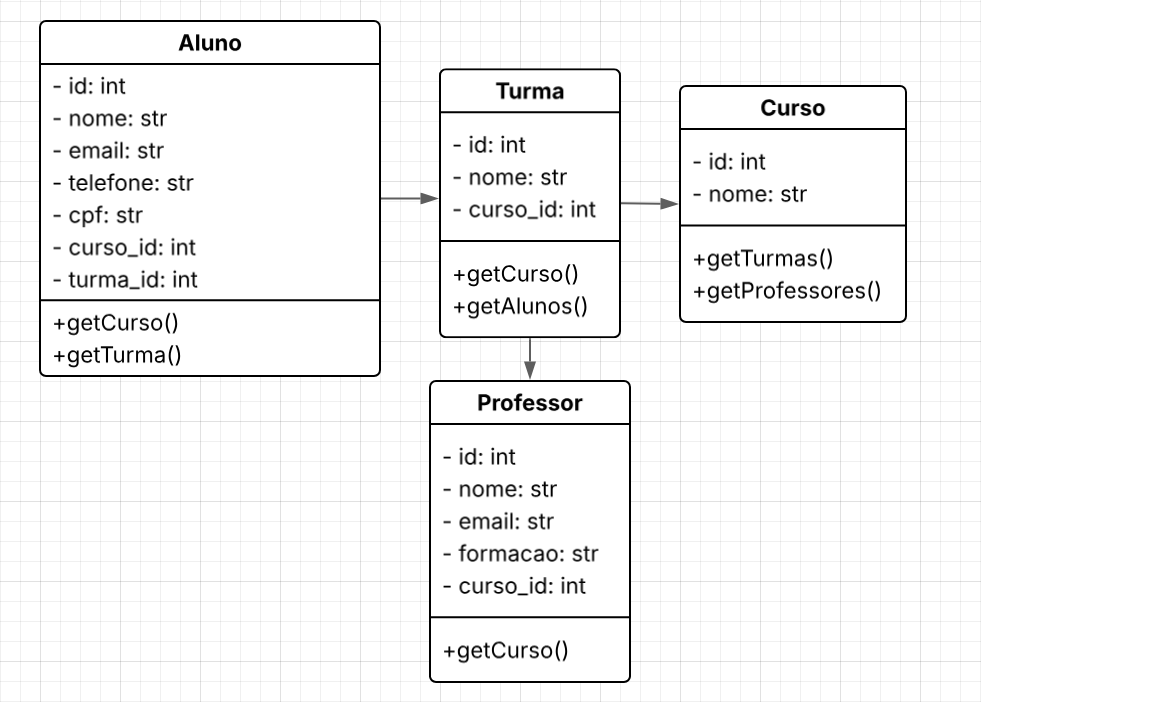 Aluno
- id: int
- nome: str
- email: str
- telefone: str
- cpf: str
- curso_id: int
- turma_id: int
+getCurso()
+getTurma()
Turma
- id: int
- nome: str
- curso_id: int
+getCurso()
+getAlunos()
Curso
- id: int
- nome: str
+getTurmas()
+getProfessores()
Professor
- id: int
- nome: str
- email: str
- formacao: str
- curso_id: int
+getCurso()